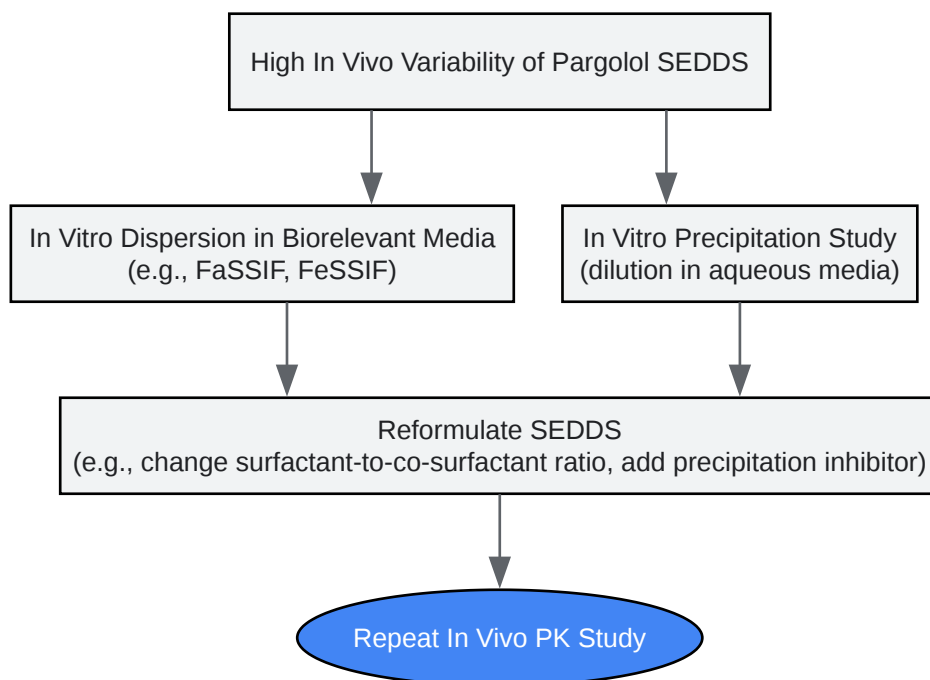 High In Vivo Variability of Pargolol SEDDS
In Vitro Dispersion in Biorelevant Media
(e.g., FaSSIF, FeSSIF)
In Vitro Precipitation Study
(dilution in aqueous media)
Reformulate SEDDS
(e.g., change surfactant-to-co-surfactant ratio, add precipitation inhibitor)
Repeat In Vivo PK Study